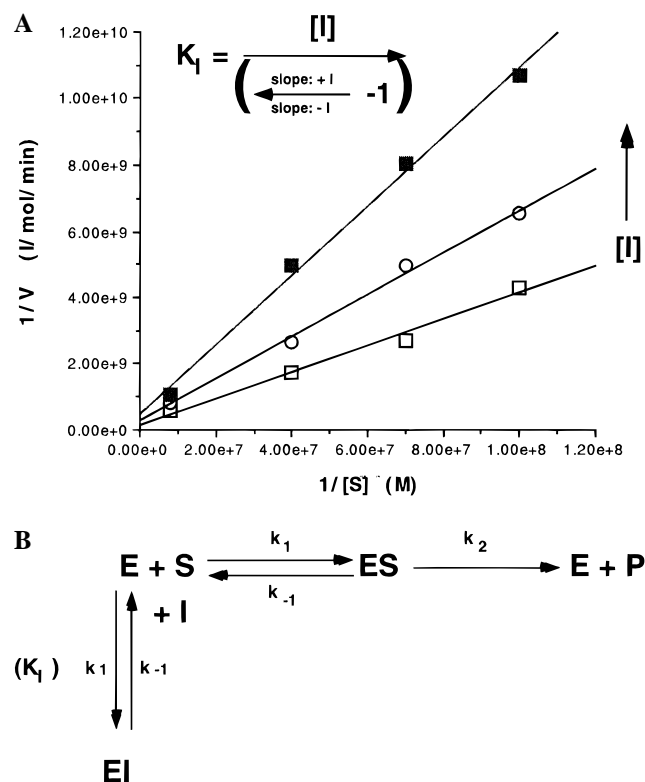 A
K I = [I]
( slope: + I
slope: - I -1 )
1.20e+10
1.00e+10
8.00e+9
6.00e+9
4.00e+9
2.00e+9
0.00e+0
1/V (l/mol/min)
[I]
0.00e+0 2.00e+7 4.00e+7 6.00e+7 8.00e+7 1.00e+8 1.20e+8
1/[S] (M)
B
E + S k 1 k -1 ES k 2 E + P
+ I
(K I ) k 1 k -1
EI